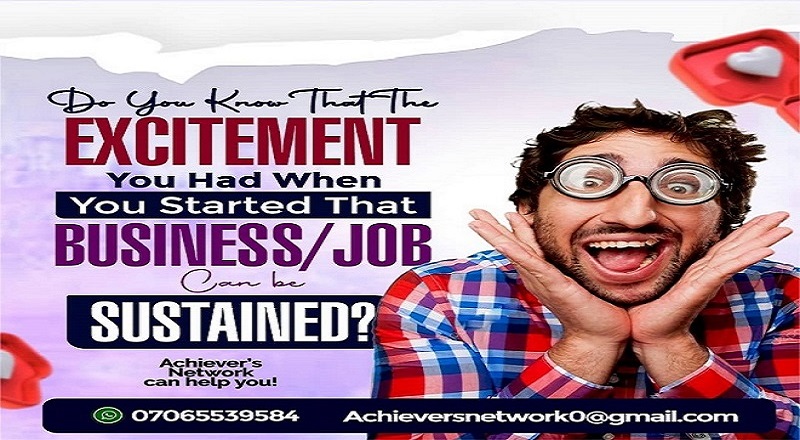 Do You Know That The
EXCITEMENT
You Had When
You Started That
BUSINESS/JOB
Can be
SUSTAINED?
Achiever's
Network
can help you!
07065539584 Achieversnetwork0@gmail.com